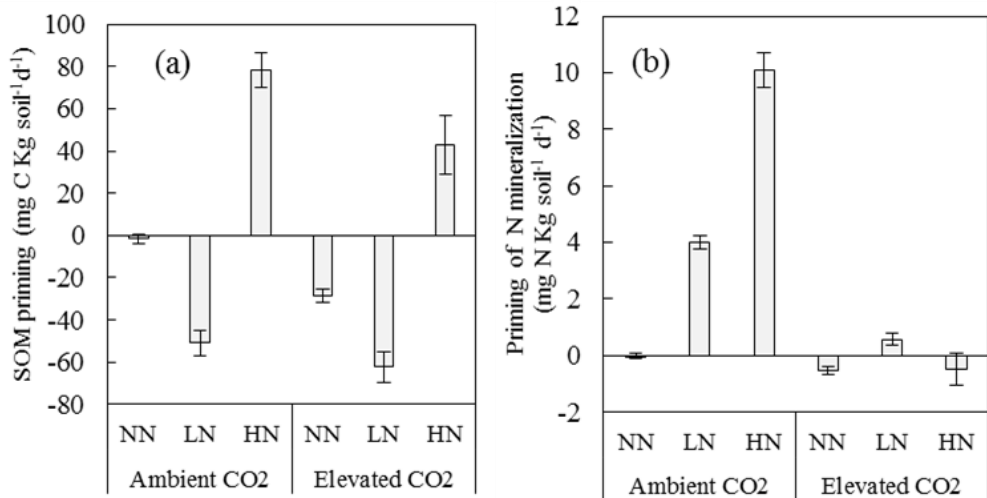 SOM priming (mg C Kg soil⁻¹d⁻¹)
100
80
60
40
20
0
-20
-40
-60
-80
(a)
NN LN HN NN LN HN
Ambient CO2 Elevated CO2
Priming of N mineralization
(mg N Kg soil⁻¹ d⁻¹)
12
10
8
6
4
2
0
-2
(b)
NN LN HN NN LN HN
Ambient CO2 Elevated CO2